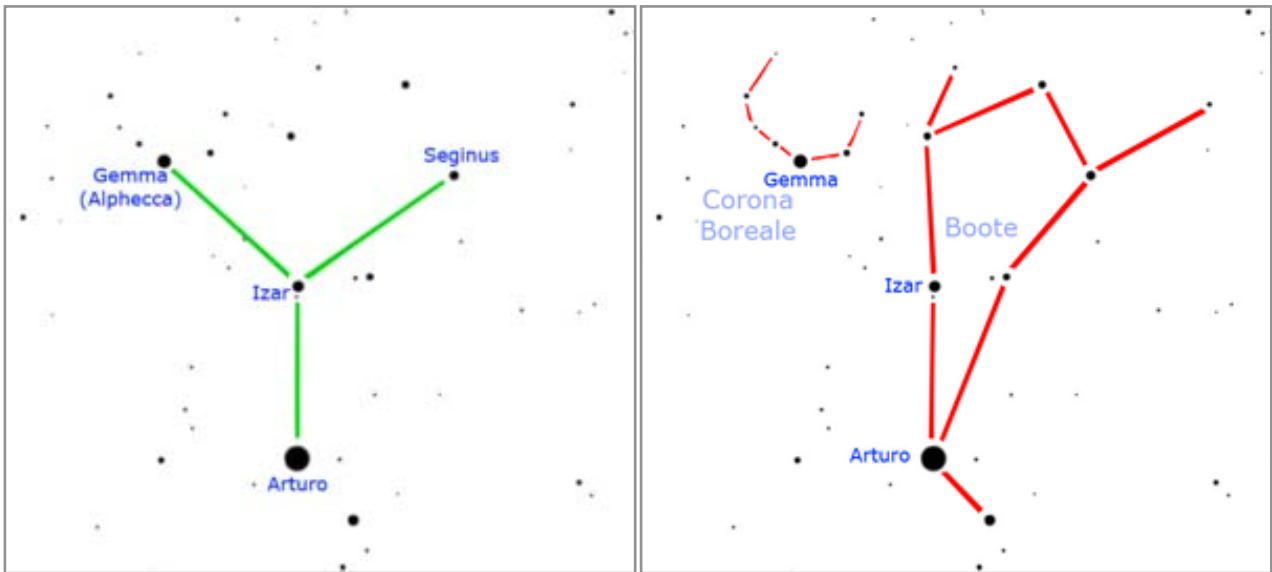 Seginus
Gemma
(Alphecca)
Izar
Arturo
Gemma
Corona
Boreale
Boote
Izar
Arturo